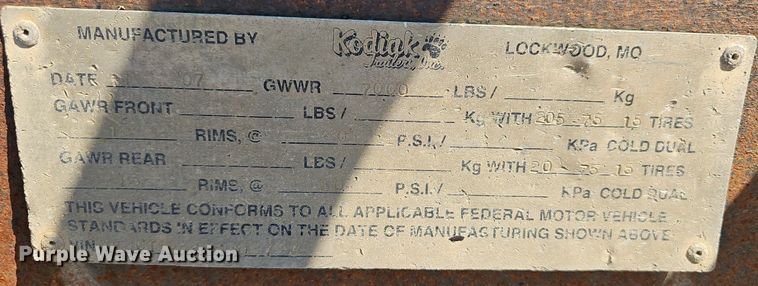 MANUFACTURED BY Kodiak Trailers, Inc. LOCKWOOD, MO
DATE 07 GWWR 7000 LBS / Kg
GAWR FRONT LBS / Kg WITH 205-75-15 TIRES
RIMS, @ P.S.I. / KPa COLD DUAL
GAWR REAR LBS / Kg WITH 75-15 TIRES
RIMS, @ P.S.I. / KPa COLD DUAL
THIS VEHICLE CONFORMS TO ALL APPLICABLE FEDERAL MOTOR VEHICLE
STANDARDS IN EFFECT ON THE DATE OF MANUFACTURING SHOWN ABOVE
VIN
Purple Wave Auction